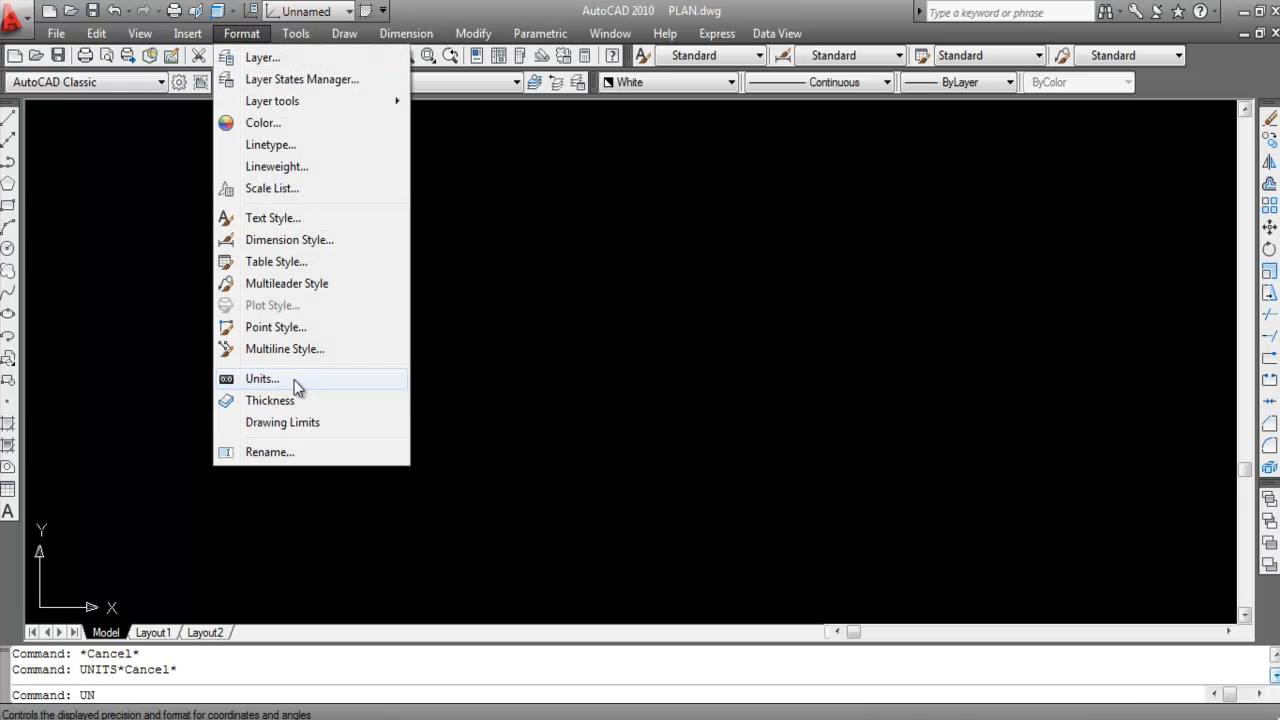 Unnamed
AutoCAD 2010 PLAN.dwg
Type a keyword or phrase
File Edit View Insert Format Tools Draw Dimension Modify Parametric Window Help Express Data View
Standard Standard Standard Standard
AutoCAD Classic White Continuous ByLayer ByColor
Layer...
Layer States Manager...
Layer tools
Color...
Linetype...
Lineweight...
Scale List...
Text Style...
Dimension Style...
Table Style...
Multileader Style
Plot Style...
Point Style...
Multiline Style...
Units...
Thickness
Drawing Limits
Rename...
Y
X
Model Layout1 Layout2
Command: *Cancel*
Command: UNITS*Cancel*
Command: UN
Controls the displayed precision and format for coordinates and angles